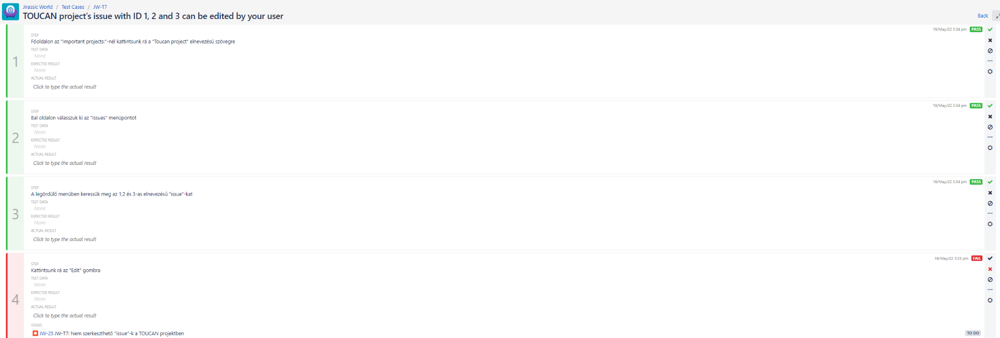 Jirassic World / Test Cases / JW-T7
TOUCAN project's issue with ID 1, 2 and 3 can be edited by your user
Back
19/May/22 3:34 pm PASS
1
STEP
Főoldalon az "Important projects:"-nél kattintsunk rá a "Toucan project" elnevezésű szövegre
TEST DATA
None
EXPECTED RESULT
None
ACTUAL RESULT
Click to type the actual result
19/May/22 3:34 pm PASS
2
STEP
Bal oldalon válasszuk ki az "Issues" menüpontot
TEST DATA
None
EXPECTED RESULT
None
ACTUAL RESULT
Click to type the actual result
19/May/22 3:34 pm PASS
3
STEP
A legördülő menüben keressük meg az 1,2 és 3-as elnevezésű "issue"-kat
TEST DATA
None
EXPECTED RESULT
None
ACTUAL RESULT
Click to type the actual result
19/May/22 3:35 pm FAIL
4
STEP
Kattintsunk rá az "Edit" gombra
TEST DATA
None
EXPECTED RESULT
None
ACTUAL RESULT
Click to type the actual result
ISSUES
JW-25 JW-T7: Nem szerkeszthető "issue"-k a TOUCAN projektben TO DO